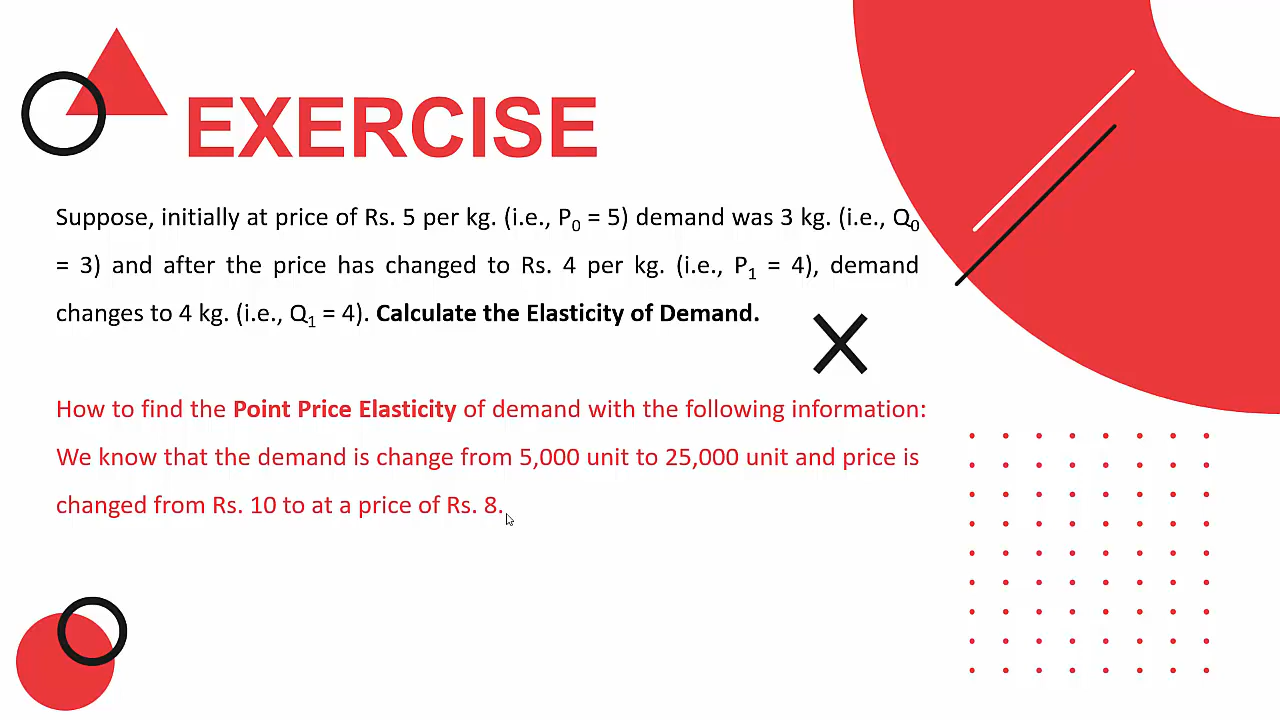 EXERCISE
Suppose, initially at price of Rs. 5 per kg. (i.e., P₀ = 5) demand was 3 kg. (i.e., Q₀
= 3) and after the price has changed to Rs. 4 per kg. (i.e., P₁ = 4), demand
changes to 4 kg. (i.e., Q₁ = 4). Calculate the Elasticity of Demand.
How to find the Point Price Elasticity of demand with the following information:
We know that the demand is change from 5,000 unit to 25,000 unit and price is
changed from Rs. 10 to at a price of Rs. 8.